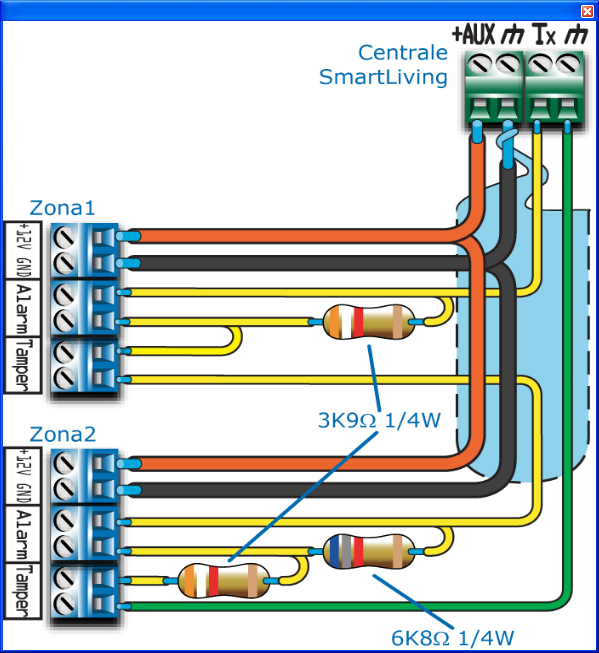 +AUX ⏛ Tx ⏛
Centrale
SmartLiving
Zona1
+12V GND
Alarm
Tamper
3K9Ω 1/4W
Zona2
+12V GND
Alarm
Tamper
6K8Ω 1/4W